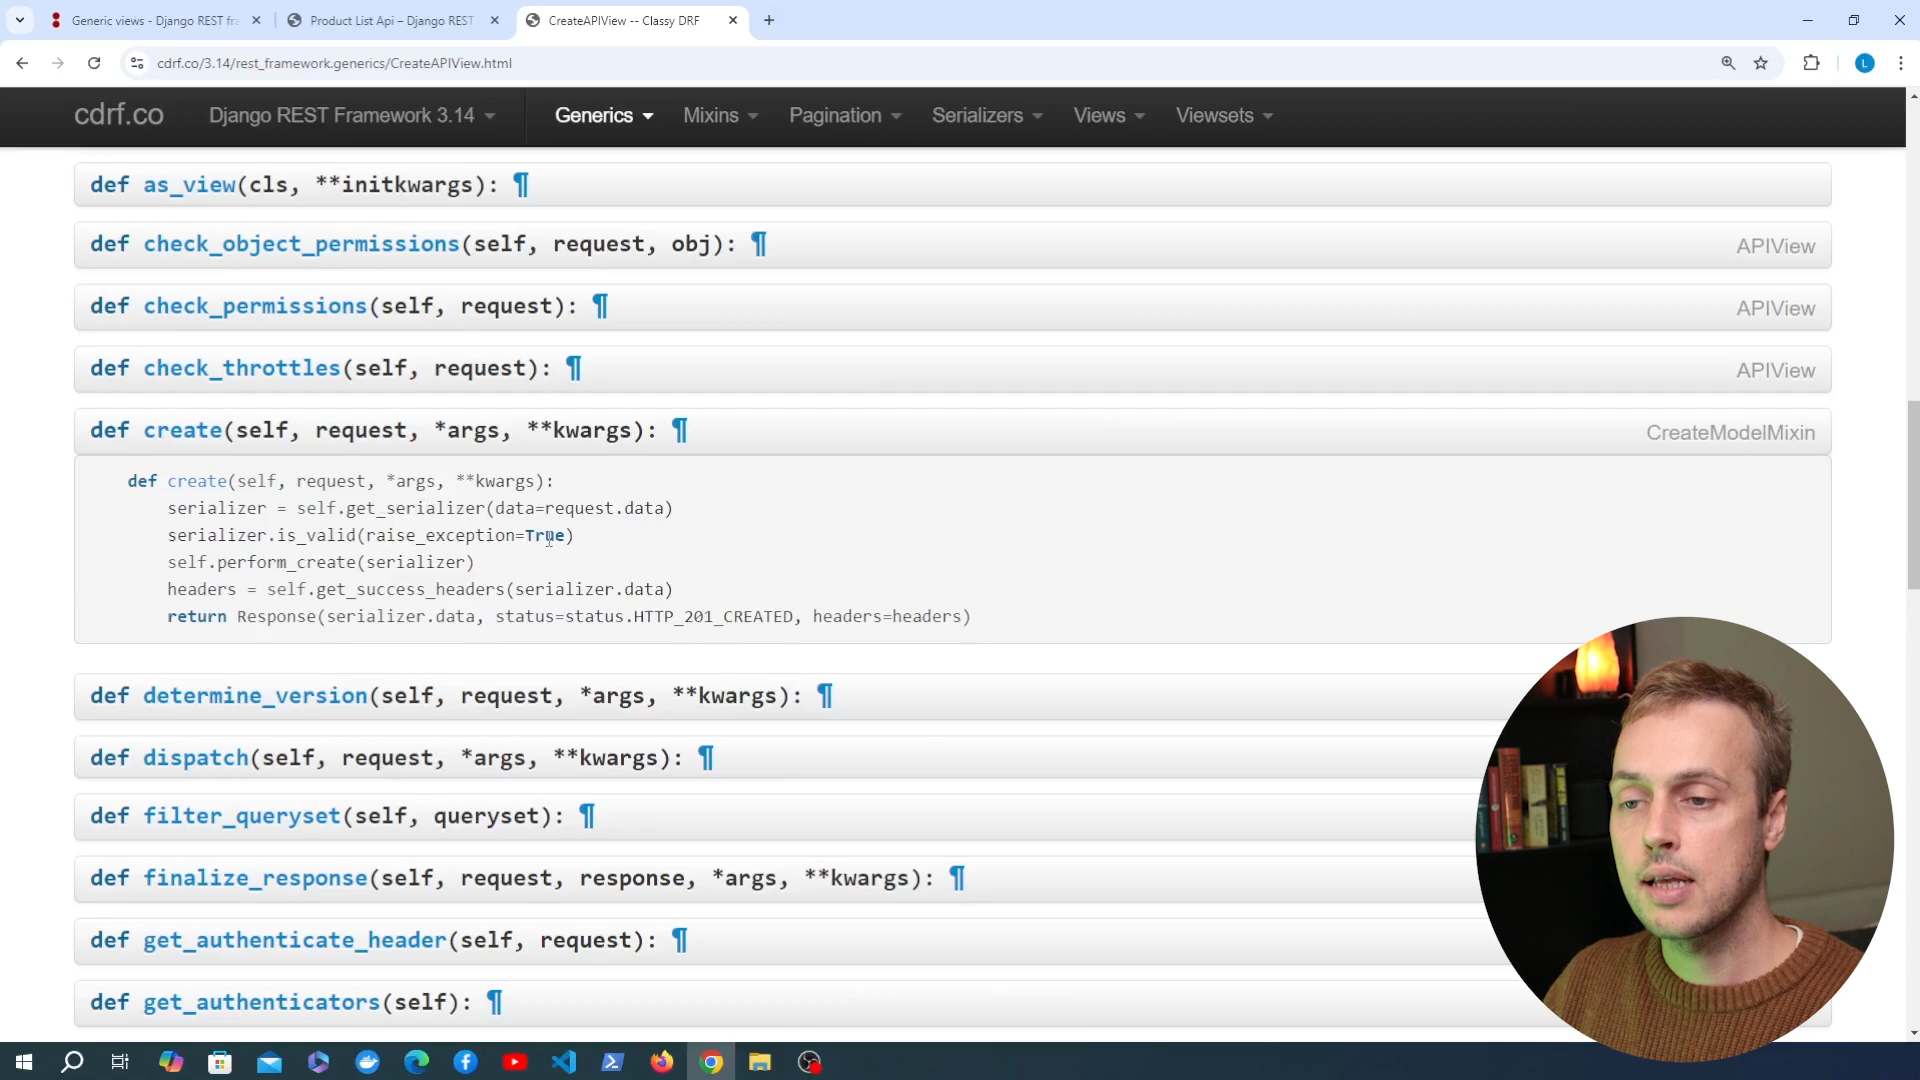 Generic views - Django REST fra
Product List Api – Django REST
CreateAPIView -- Classy DRF
cdrf.co/3.14/rest_framework.generics/CreateAPIView.html
L
cdrf.co
Django REST Framework 3.14
Generics
Mixins
Pagination
Serializers
Views
Viewsets
def as_view(cls, **initkwargs): ¶
def check_object_permissions(self, request, obj): ¶
APIView
def check_permissions(self, request): ¶
APIView
def check_throttles(self, request): ¶
APIView
def create(self, request, *args, **kwargs): ¶
CreateModelMixin
def create(self, request, *args, **kwargs):
serializer = self.get_serializer(data=request.data)
serializer.is_valid(raise_exception=True)
self.perform_create(serializer)
headers = self.get_success_headers(serializer.data)
return Response(serializer.data, status=status.HTTP_201_CREATED, headers=headers)
def determine_version(self, request, *args, **kwargs): ¶
def dispatch(self, request, *args, **kwargs): ¶
def filter_queryset(self, queryset): ¶
def finalize_response(self, request, response, *args, **kwargs): ¶
def get_authenticate_header(self, request): ¶
def get_authenticators(self): ¶